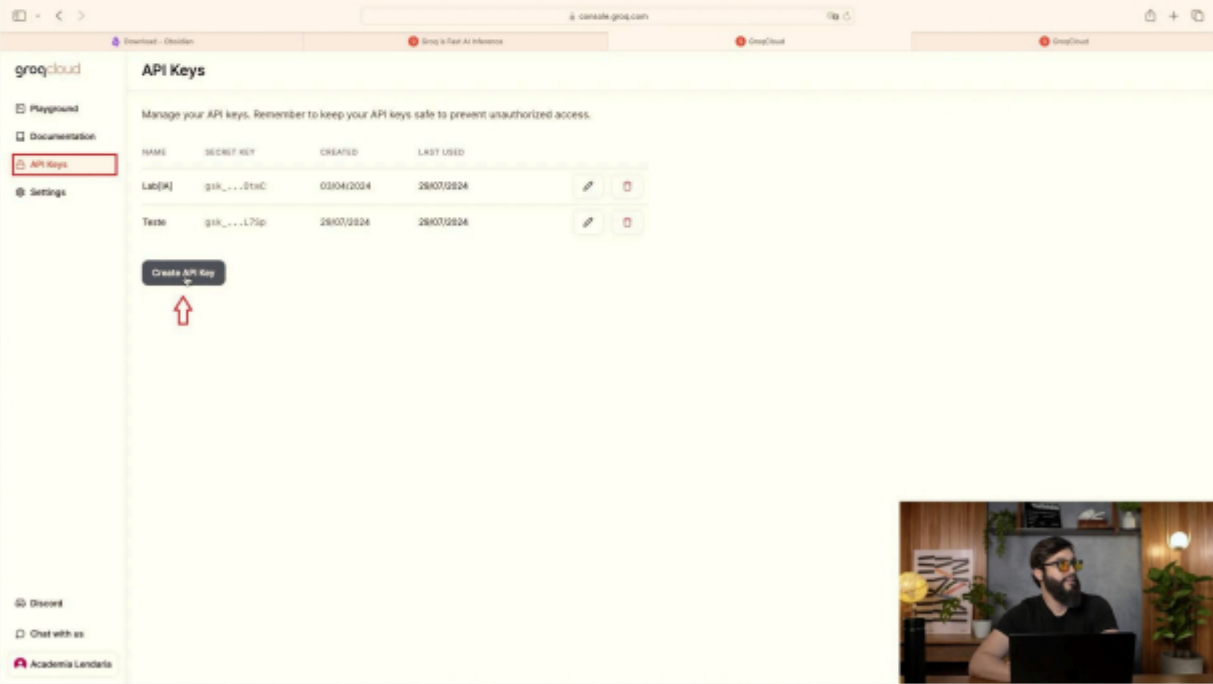 console.groq.com
Download - Obsidian
Groq is Fast AI Inference
GroqCloud
GroqCloud
groqcloud
API Keys
Playground
Documentation
API Keys
Settings
Manage your API keys. Remember to keep your API keys safe to prevent unauthorized access.
NAME SECRET KEY CREATED LAST USED
Lab[IA] gsk_... 03/04/2024 29/07/2024
Teste gsk_... 29/07/2024 29/07/2024
Create API Key
Discord
Chat with us
Academia Lendaria